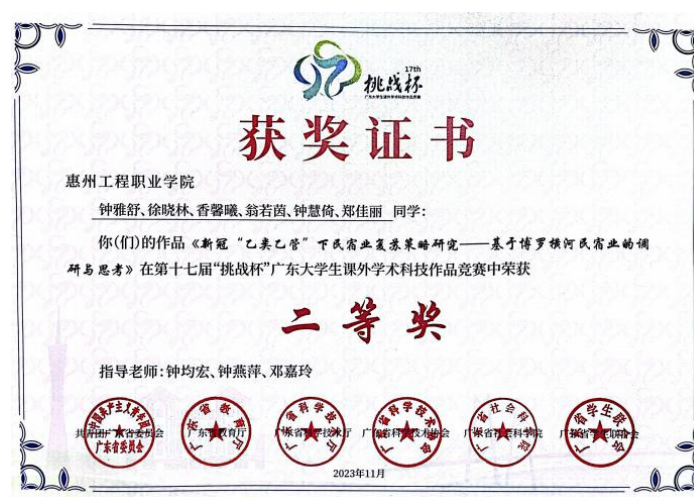 17th
挑战杯
获奖证书
惠州工程职业学院
钟雅舒、徐晓林、香馨曦、翁若茵、钟慧倚、郑佳丽 同学:
你(们)的作品《新冠“乙类乙管”下民宿业复苏策略研究——基于博罗横河民宿业的调
研与思考》在第十七届“挑战杯”广东大学生课外学术科技作品竞赛中荣获
二等奖
指导老师:钟均宏、钟燕萍、邓嘉玲
共青团广东省委员会 广东省教育厅 广东省科学技术厅 广东省科学技术协会 广东省社会科学院 广东省学生联合会
广东省委员会
2023年11月